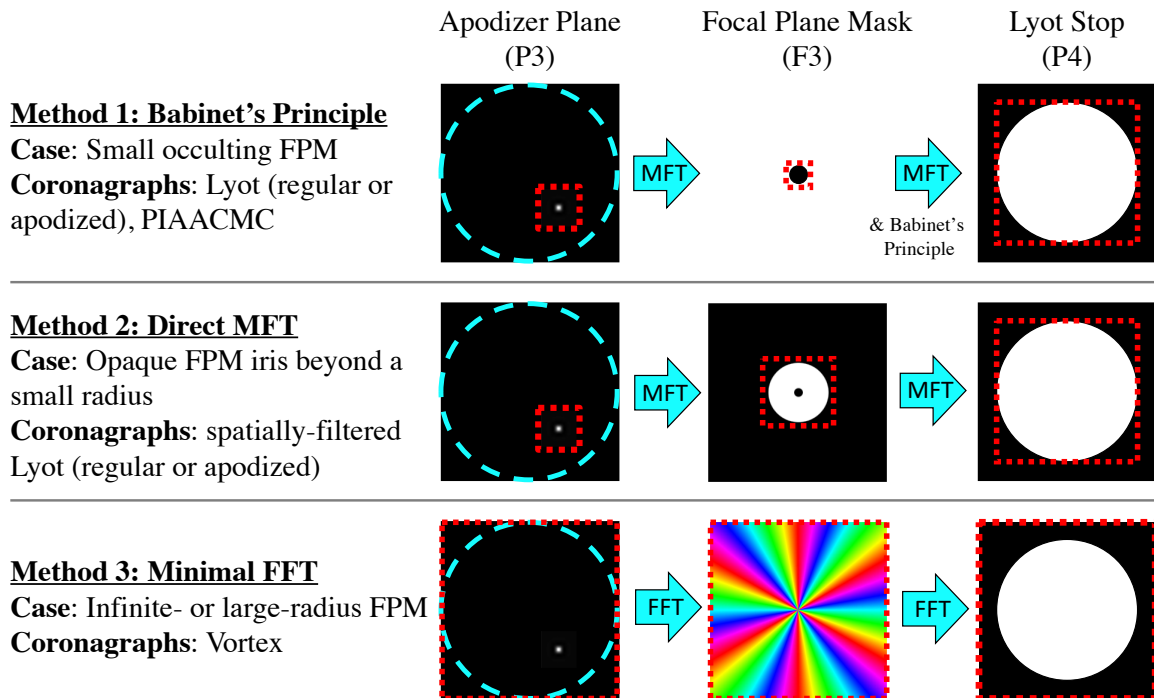 Apodizer Plane
(P3)
Focal Plane Mask
(F3)
Lyot Stop
(P4)
Method 1: Babinet's Principle
Case: Small occulting FPM
Coronagraphs: Lyot (regular or
apodized), PIAACMC
MFT
MFT
& Babinet's
Principle
Method 2: Direct MFT
Case: Opaque FPM iris beyond a
small radius
Coronagraphs: spatially-filtered
Lyot (regular or apodized)
MFT
MFT
Method 3: Minimal FFT
Case: Infinite- or large-radius FPM
Coronagraphs: Vortex
FFT
FFT